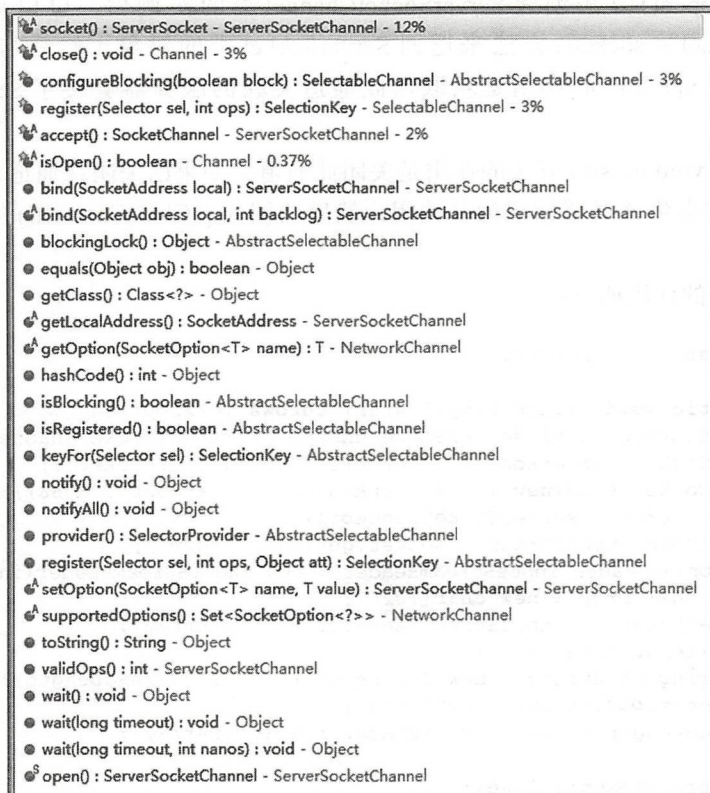 socket() : ServerSocket - ServerSocketChannel - 12%
close() : void - Channel - 3%
configureBlocking(boolean block) : SelectableChannel - AbstractSelectableChannel - 3%
register(Selector sel, int ops) : SelectionKey - SelectableChannel - 3%
accept() : SocketChannel - ServerSocketChannel - 2%
isOpen() : boolean - Channel - 0.37%
bind(SocketAddress local) : ServerSocketChannel - ServerSocketChannel
bind(SocketAddress local, int backlog) : ServerSocketChannel - ServerSocketChannel
blockingLock() : Object - AbstractSelectableChannel
equals(Object obj) : boolean - Object
getClass() : Class<?> - Object
getLocalAddress() : SocketAddress - ServerSocketChannel
getOption(SocketOption<T> name) : T - NetworkChannel
hashCode() : int - Object
isBlocking() : boolean - AbstractSelectableChannel
isRegistered() : boolean - AbstractSelectableChannel
keyFor(Selector sel) : SelectionKey - AbstractSelectableChannel
notify() : void - Object
notifyAll() : void - Object
provider() : SelectorProvider - AbstractSelectableChannel
register(Selector sel, int ops, Object att) : SelectionKey - AbstractSelectableChannel
setOption(SocketOption<T> name, T value) : ServerSocketChannel - ServerSocketChannel
supportedOptions() : Set<SocketOption<?>> - NetworkChannel
toString() : String - Object
validOps() : int - ServerSocketChannel
wait() : void - Object
wait(long timeout) : void - Object
wait(long timeout, int nanos) : void - Object
open() : ServerSocketChannel - ServerSocketChannel